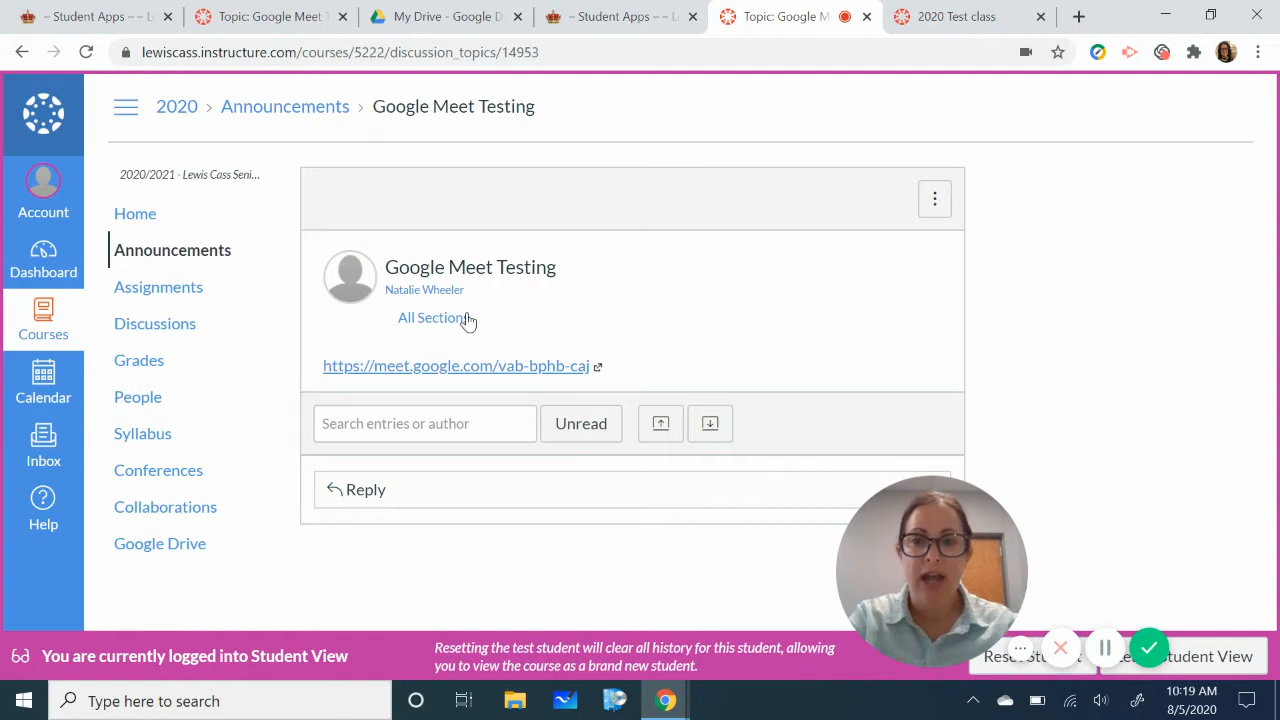 -- Student Apps -- L
Topic: Google Meet T
My Drive - Google D
-- Student Apps -- L
Topic: Google M
2020 Test class
lewiscass.instructure.com/courses/5222/discussion_topics/14953
2020 > Announcements > Google Meet Testing
2020/2021 - Lewis Cass Seni...
Account
Dashboard
Courses
Calendar
Inbox
Help
Home
Announcements
Assignments
Discussions
Grades
People
Syllabus
Conferences
Collaborations
Google Drive
Google Meet Testing
Natalie Wheeler
All Sections
https://meet.google.com/vab-bphb-caj
Search entries or author
Unread
Reply
You are currently logged into Student View
Resetting the test student will clear all history for this student, allowing
you to view the course as a brand new student.
Reset Student
Student View
Type here to search
10:19 AM
8/5/2020